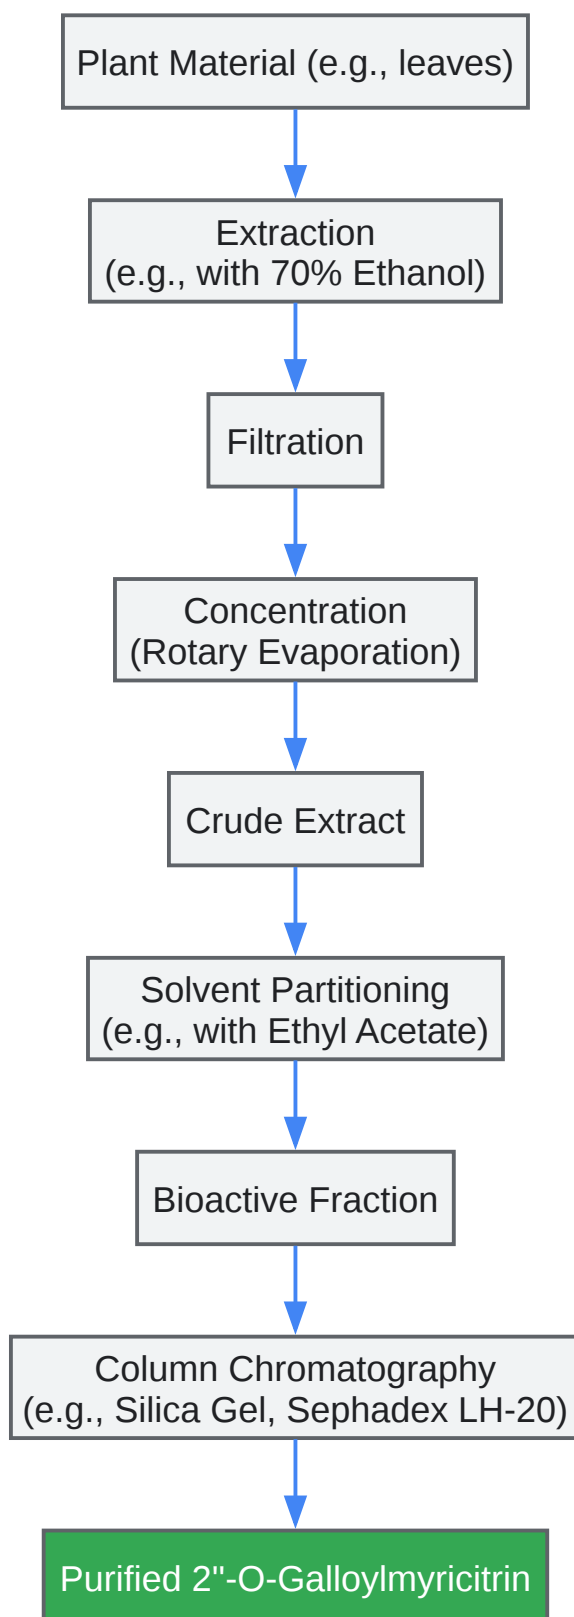 Plant Material (e.g., leaves)
Extraction
(e.g., with 70% Ethanol)
Filtration
Concentration
(Rotary Evaporation)
Crude Extract
Solvent Partitioning
(e.g., with Ethyl Acetate)
Bioactive Fraction
Column Chromatography
(e.g., Silica Gel, Sephadex LH-20)
Purified 2"-O-Galloylmyricitrin